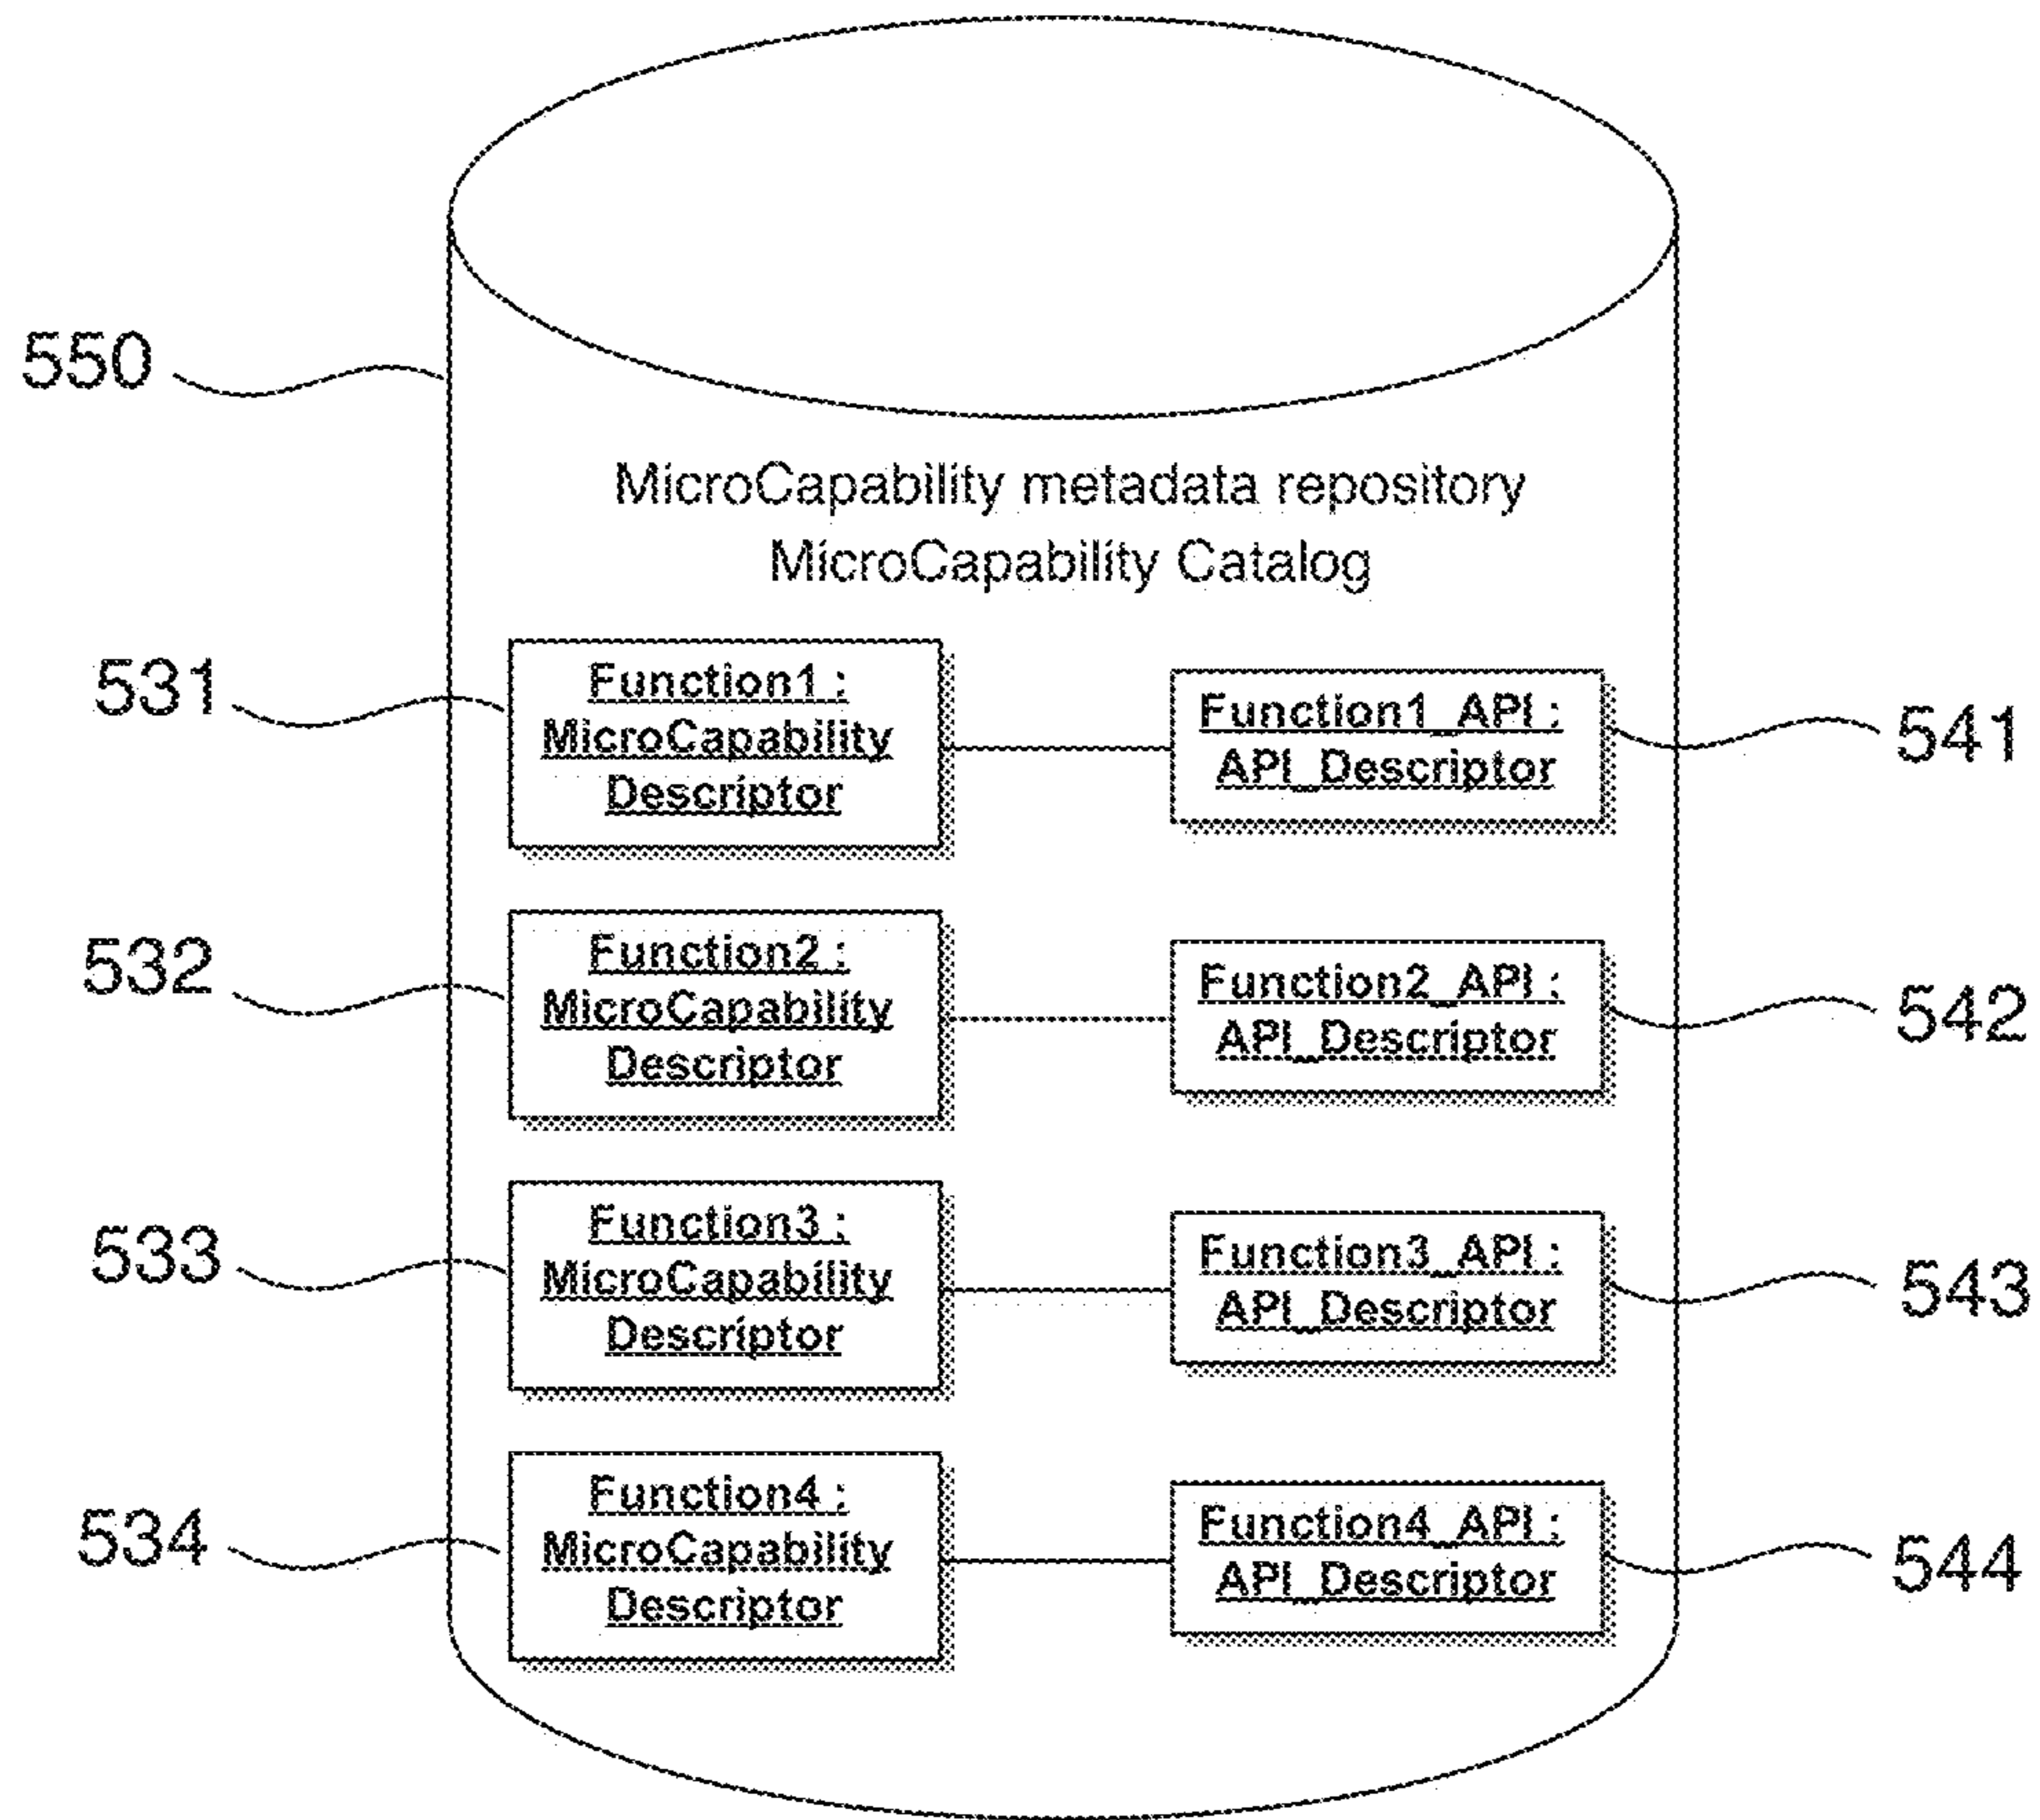 550
MicroCapability metadata repository
MicroCapability Catalog
531
Function1 :
MicroCapability
Descriptor
Function1_API :
API_Descriptor
541
532
Function2 :
MicroCapability
Descriptor
Function2_API :
API_Descriptor
542
533
Function3 :
MicroCapability
Descriptor
Function3_API :
API_Descriptor
543
534
Function4 :
MicroCapability
Descriptor
Function4_API :
API_Descriptor
544